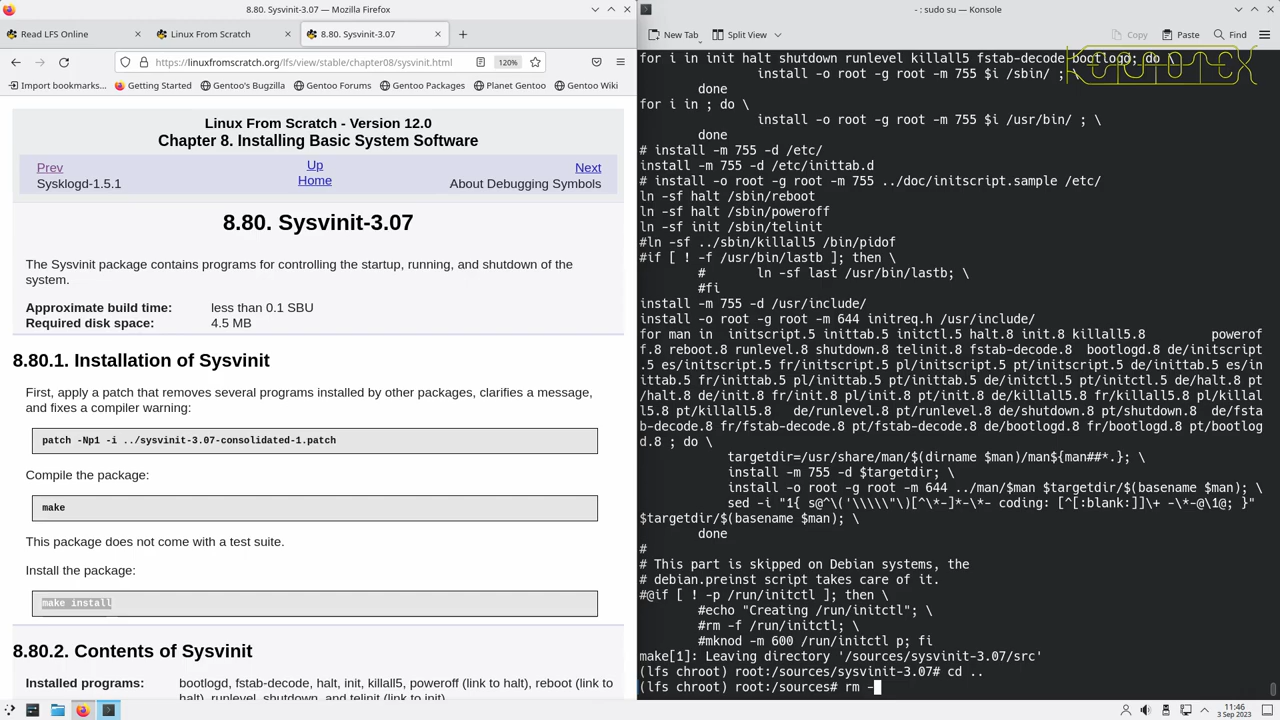 8.80. Sysvinit-3.07 — Mozilla Firefox
Read LFS Online
Linux From Scratch
8.80. Sysvinit-3.07
https://linuxfromscratch.org/lfs/view/stable/chapter08/sysvinit.html
120%
Import bookmarks...
Getting Started
Gentoo's Bugzilla
Gentoo Forums
Gentoo Packages
Planet Gentoo
Gentoo Wiki
Linux From Scratch - Version 12.0
Chapter 8. Installing Basic System Software
Prev
Up
Next
Sysklogd-1.5.1
Home
About Debugging Symbols
8.80. Sysvinit-3.07
The Sysvinit package contains programs for controlling the startup, running, and shutdown of the
system.
Approximate build time: less than 0.1 SBU
Required disk space: 4.5 MB
8.80.1. Installation of Sysvinit
First, apply a patch that removes several programs installed by other packages, clarifies a message,
and fixes a compiler warning:
patch -Np1 -i ../sysvinit-3.07-consolidated-1.patch
Compile the package:
make
This package does not come with a test suite.
Install the package:
make install
8.80.2. Contents of Sysvinit
Installed programs: bootlogd, fstab-decode, halt, init, killall5, poweroff (link to halt), reboot (link to
halt), runlevel, shutdown, and telinit (link to init)
- : sudo su — Konsole
New Tab
Split View
Copy
Paste
Find
for i in init halt shutdown runlevel killall5 fstab-decode bootlogd; do \
install -o root -g root -m 755 $i /sbin/ ; \
done
for i in ; do \
install -o root -g root -m 755 $i /usr/bin/ ; \
done
# install -m 755 -d /etc/
install -m 755 -d /etc/inittab.d
# install -o root -g root -m 755 ../doc/initscript.sample /etc/
ln -sf halt /sbin/reboot
ln -sf halt /sbin/poweroff
ln -sf init /sbin/telinit
#ln -sf ../sbin/killall5 /bin/pidof
#if [ ! -f /usr/bin/lastb ]; then \
# ln -sf last /usr/bin/lastb; \
#fi
install -m 755 -d /usr/include/
install -o root -g root -m 644 initreq.h /usr/include/
for man in initscript.5 inittab.5 initctl.5 halt.8 init.8 killall5.8 powerof
f.8 reboot.8 runlevel.8 shutdown.8 telinit.8 fstab-decode.8 bootlogd.8 de/initscript
.5 es/initscript.5 fr/initscript.5 pl/initscript.5 pt/initscript.5 de/inittab.5 es/in
ittab.5 fr/inittab.5 pl/inittab.5 pt/inittab.5 de/initctl.5 pt/initctl.5 de/halt.8 pt
/halt.8 de/init.8 fr/init.8 pl/init.8 pt/init.8 de/killall5.8 fr/killall5.8 pl/killal
l5.8 pt/killall5.8 de/runlevel.8 pt/runlevel.8 de/shutdown.8 pt/shutdown.8 de/fsta
b-decode.8 fr/fstab-decode.8 pt/fstab-decode.8 de/bootlogd.8 fr/bootlogd.8 pt/bootlog
d.8 ; do \
targetdir=/usr/share/man/$(dirname $man)/man${man##*.}; \
install -m 755 -d $targetdir; \
install -o root -g root -m 644 ../man/$man $targetdir/$(basename $man); \
sed -i "1{ s@^\('\\\\\"\)[^\*-]*-\*- coding: [^[:blank:]]\+ -\*-@\1@; }"
$targetdir/$(basename $man); \
done
#
# This part is skipped on Debian systems, the
# debian.preinst script takes care of it.
#@if [ ! -p /run/initctl ]; then \
#echo "Creating /run/initctl"; \
#rm -f /run/initctl; \
#mknod -m 600 /run/initctl p; fi
make[1]: Leaving directory '/sources/sysvinit-3.07/src'
(lfs chroot) root:/sources/sysvinit-3.07# cd ..
(lfs chroot) root:/sources# rm -
11:46
3 Sep 2023